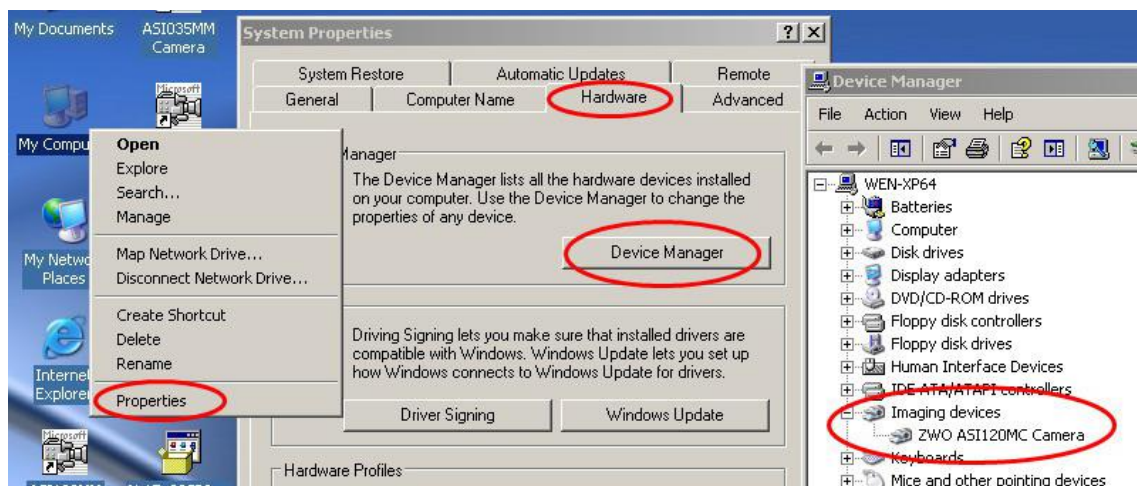 My Documents
ASI035MM
Camera
Microsoft
My Compu
My Netwo
Places
Interne
Explore
Microsoft
Open
Explore
Search...
Manage
Map Network Drive...
Disconnect Network Drive...
Create Shortcut
Delete
Rename
Properties
System Properties
System Restore
Automatic Updates
Remote
General
Computer Name
Hardware
Advanced
Manager
The Device Manager lists all the hardware devices installed
on your computer. Use the Device Manager to change the
properties of any device.
Device Manager
Driving Signing lets you make sure that installed drivers are
compatible with Windows. Windows Update lets you set up
how Windows connects to Windows Update for drivers.
Driver Signing
Windows Update
Hardware Profiles
Device Manager
File Action View Help
WEN-XP64
Batteries
Computer
Disk drives
Display adapters
DVD/CD-ROM drives
Floppy disk controllers
Floppy disk drives
Human Interface Devices
IDE ATA/ATAPI controllers
Imaging devices
ZWO ASI120MC Camera
Keyboards
Mice and other pointing devices